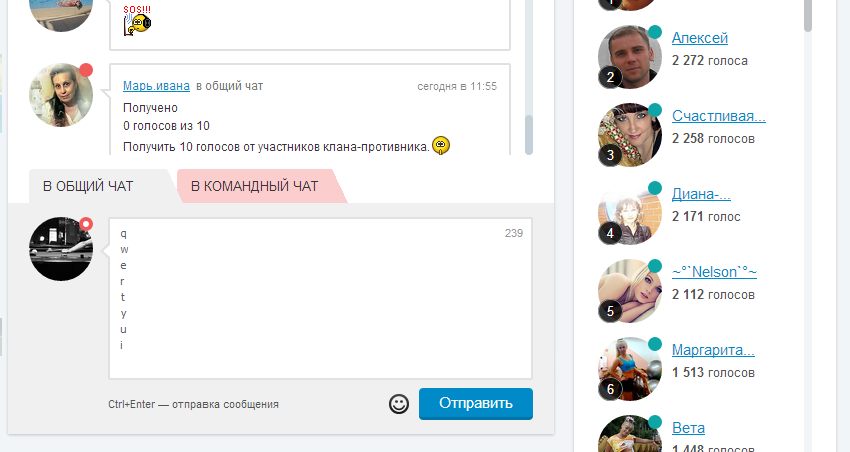 SOS!!!
Марь.ивана в общий чат сегодня в 11:55
Получено
0 голосов из 10
Получить 10 голосов от участников клана-противника.
В ОБЩИЙ ЧАТ В КОМАНДНЫЙ ЧАТ
239
q
w
e
r
t
y
u
i
Ctrl+Enter — отправка сообщения
Отправить
2
Алексей
2 272 голоса
3
Счастливая...
2 258 голосов
4
Диана-...
2 171 голос
5
~°`Nelson`°~
2 112 голосов
6
Маргарита...
1 513 голосов
Вета
1 448 голосов